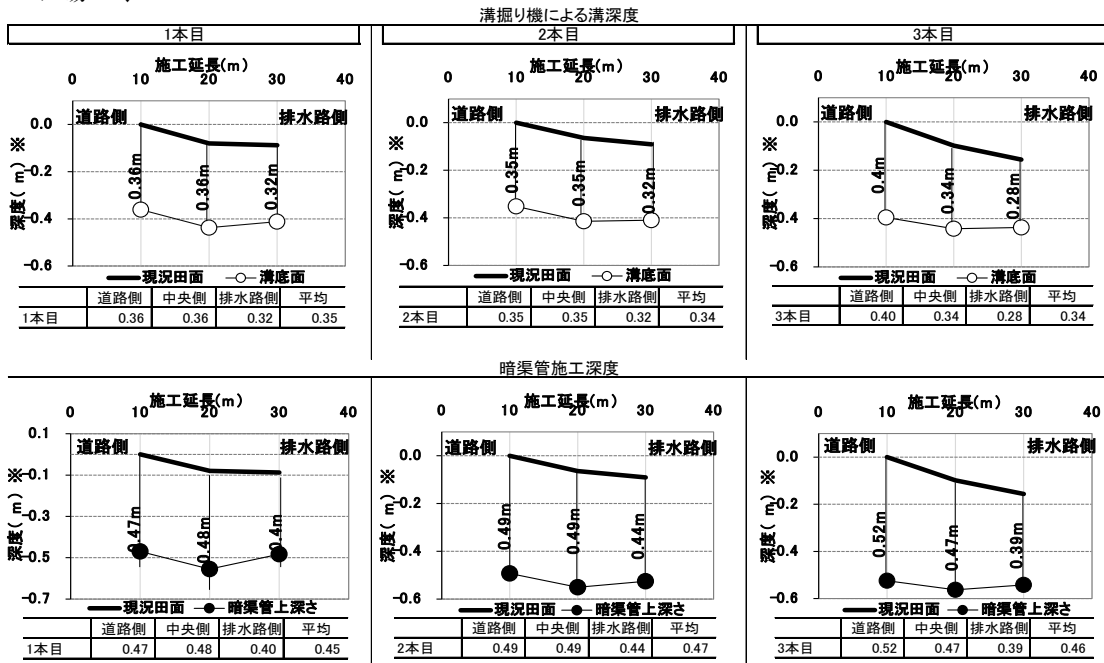 溝掘り機による溝深度
1本目
施工延長(m)
0 10 20 30 40
道路側 排水路側
0.0
-0.2
-0.4
-0.6
深度( m) ※
0.36m
0.36m
0.32m
現況田面 溝底面
道路側 中央側 排水路側 平均
1本目 0.36 0.36 0.32 0.35
2本目
施工延長(m)
0 10 20 30 40
道路側 排水路側
0.0
-0.2
-0.4
-0.6
深度( m) ※
0.35m
0.35m
0.32m
現況田面 溝底面
道路側 中央側 排水路側 平均
2本目 0.35 0.35 0.32 0.34
3本目
施工延長(m)
0 10 20 30 40
道路側 排水路側
0.0
-0.2
-0.4
-0.6
深度( m) ※
0.4m
0.34m
0.28m
現況田面 溝底面
道路側 中央側 排水路側 平均
3本目 0.40 0.34 0.28 0.34
暗渠管施工深度
施工延長(m)
0 10 20 30 40
道路側 排水路側
0.1
-0.1
-0.3
-0.5
-0.7
深度( m) ※
0.47m
0.48m
0.4m
現況田面 暗渠管上深さ
道路側 中央側 排水路側 平均
1本目 0.47 0.48 0.40 0.45
施工延長(m)
0 10 20 30 40
道路側 排水路側
0.0
-0.2
-0.4
-0.6
深度( m) ※
0.49m
0.49m
0.44m
現況田面 暗渠管上深さ
道路側 中央側 排水路側 平均
2本目 0.49 0.49 0.44 0.47
施工延長(m)
0 10 20 30 40
道路側 排水路側
0.0
-0.2
-0.4
-0.6
深度( m) ※
0.52m
0.47m
0.39m
現況田面 暗渠管上深さ
道路側 中央側 排水路側 平均
3本目 0.52 0.47 0.39 0.46